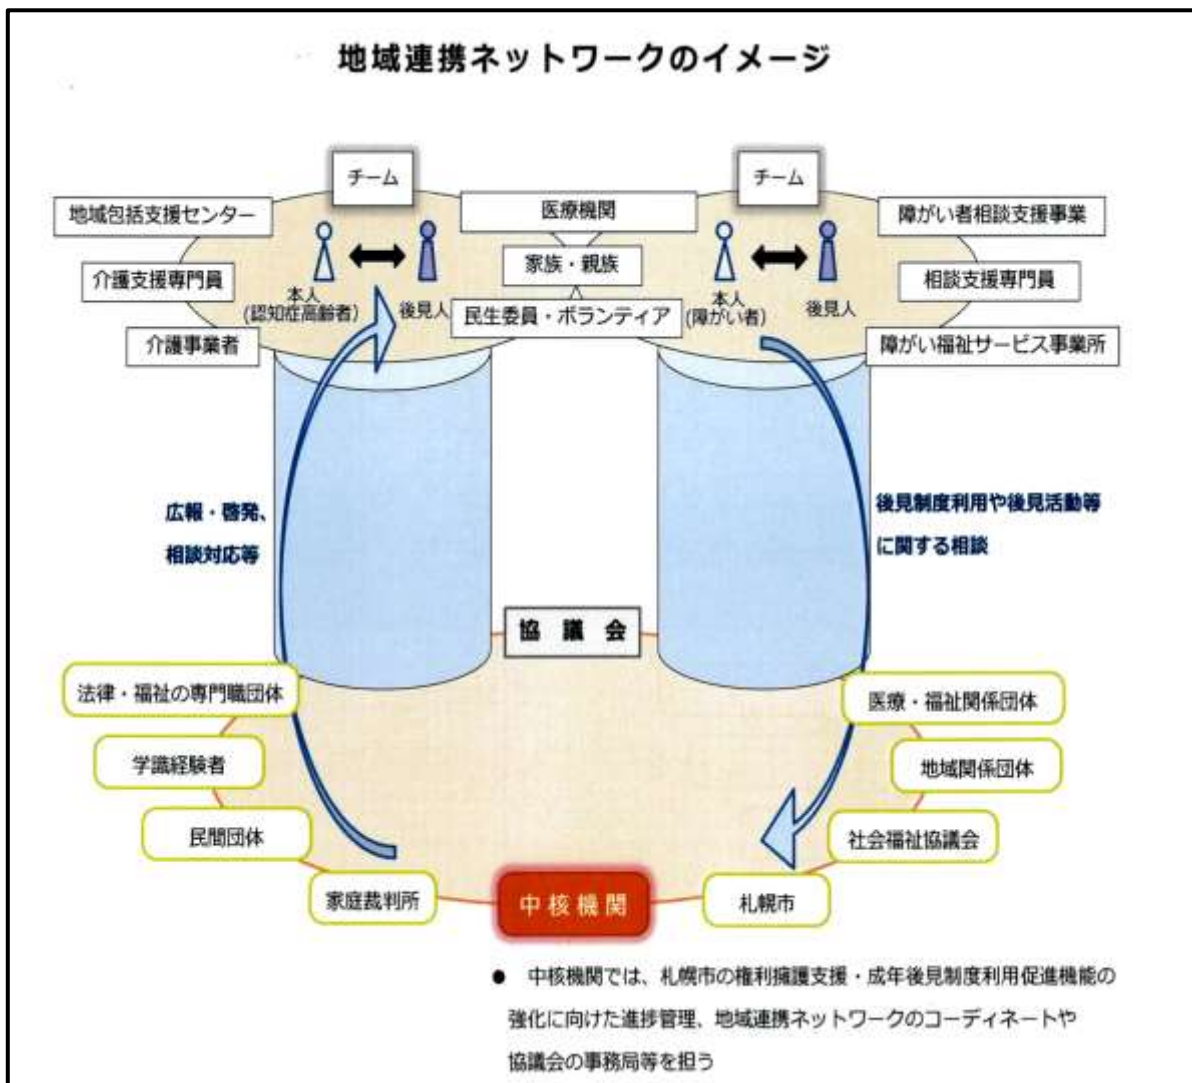 地域連携ネットワークのイメージ
チーム
チーム
地域包括支援センター
医療機関
障がい者相談支援事業
介護支援専門員
家族・親族
相談支援専門員
本人
(認知症高齢者)
後見人
民生委員・ボランティア
本人
(障がい者)
後見人
介護事業者
障がい福祉サービス事業所
広報・啓発、
相談対応等
後見制度利用や後見活動等
に関する相談
協議会
法律・福祉の専門職団体
医療・福祉関係団体
学識経験者
地域関係団体
民間団体
社会福祉協議会
家庭裁判所
中核機関
札幌市
● 中核機関では、札幌市の権利擁護支援・成年後見制度利用促進機能の
強化に向けた進捗管理、地域連携ネットワークのコーディネートや
協議会の事務局等を担う